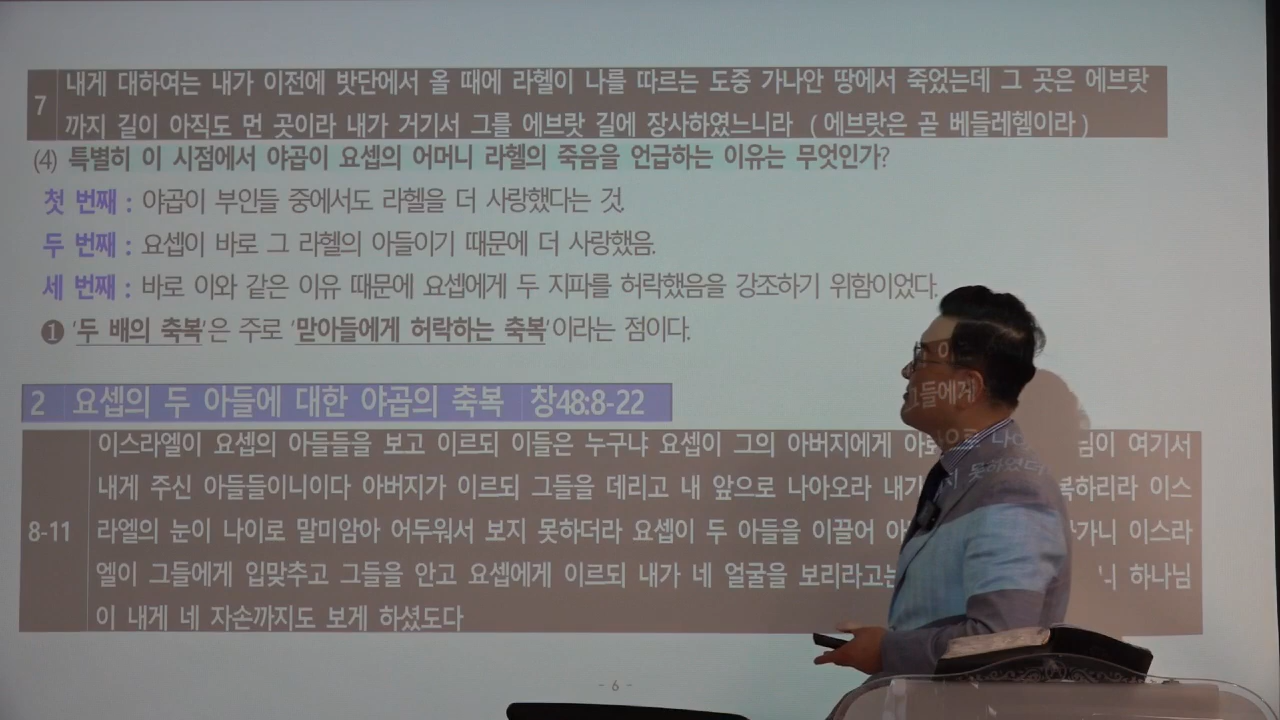 7 내게 대하여는 내가 이전에 밧단에서 올 때에 라헬이 나를 따르는 도중 가나안 땅에서 죽었는데 그 곳은 에브랏
까지 길이 아직도 먼 곳이라 내가 거기서 그를 에브랏 길에 장사하였느니라 (에브랏은 곧 베들레헴이라)
(4) 특별히 이 시점에서 야곱이 요셉의 어머니 라헬의 죽음을 언급하는 이유는 무엇인가?
첫 번째 : 야곱이 부인들 중에서도 라헬을 더 사랑했다는 것.
두 번째 : 요셉이 바로 그 라헬의 아들이기 때문에 더 사랑했음.
세 번째 : 바로 이와 같은 이유 때문에 요셉에게 두 지파를 허락했음을 강조하기 위함이었다.
❶ '두 배의 축복'은 주로 '맏아들에게 허락하는 축복'이라는 점이다.
2 요셉의 두 아들에 대한 야곱의 축복 창48:8-22
이스라엘이 요셉의 아들들을 보고 이르되 이들은 누구냐 요셉이 그의 아버지에게 님이 여기서
내게 주신 아들들이니이다 아버지가 이르되 그들을 데리고 내 앞으로 나아오라 내가 복하리라 이스
8-11 라엘의 눈이 나이로 말미암아 어두워서 보지 못하더라 요셉이 두 아들을 이끌어 가니 이스라
엘이 그들에게 입맞추고 그들을 안고 요셉에게 이르되 내가 네 얼굴을 보리라고는 하나님
이 내게 네 자손까지도 보게 하셨도다
- 6 -